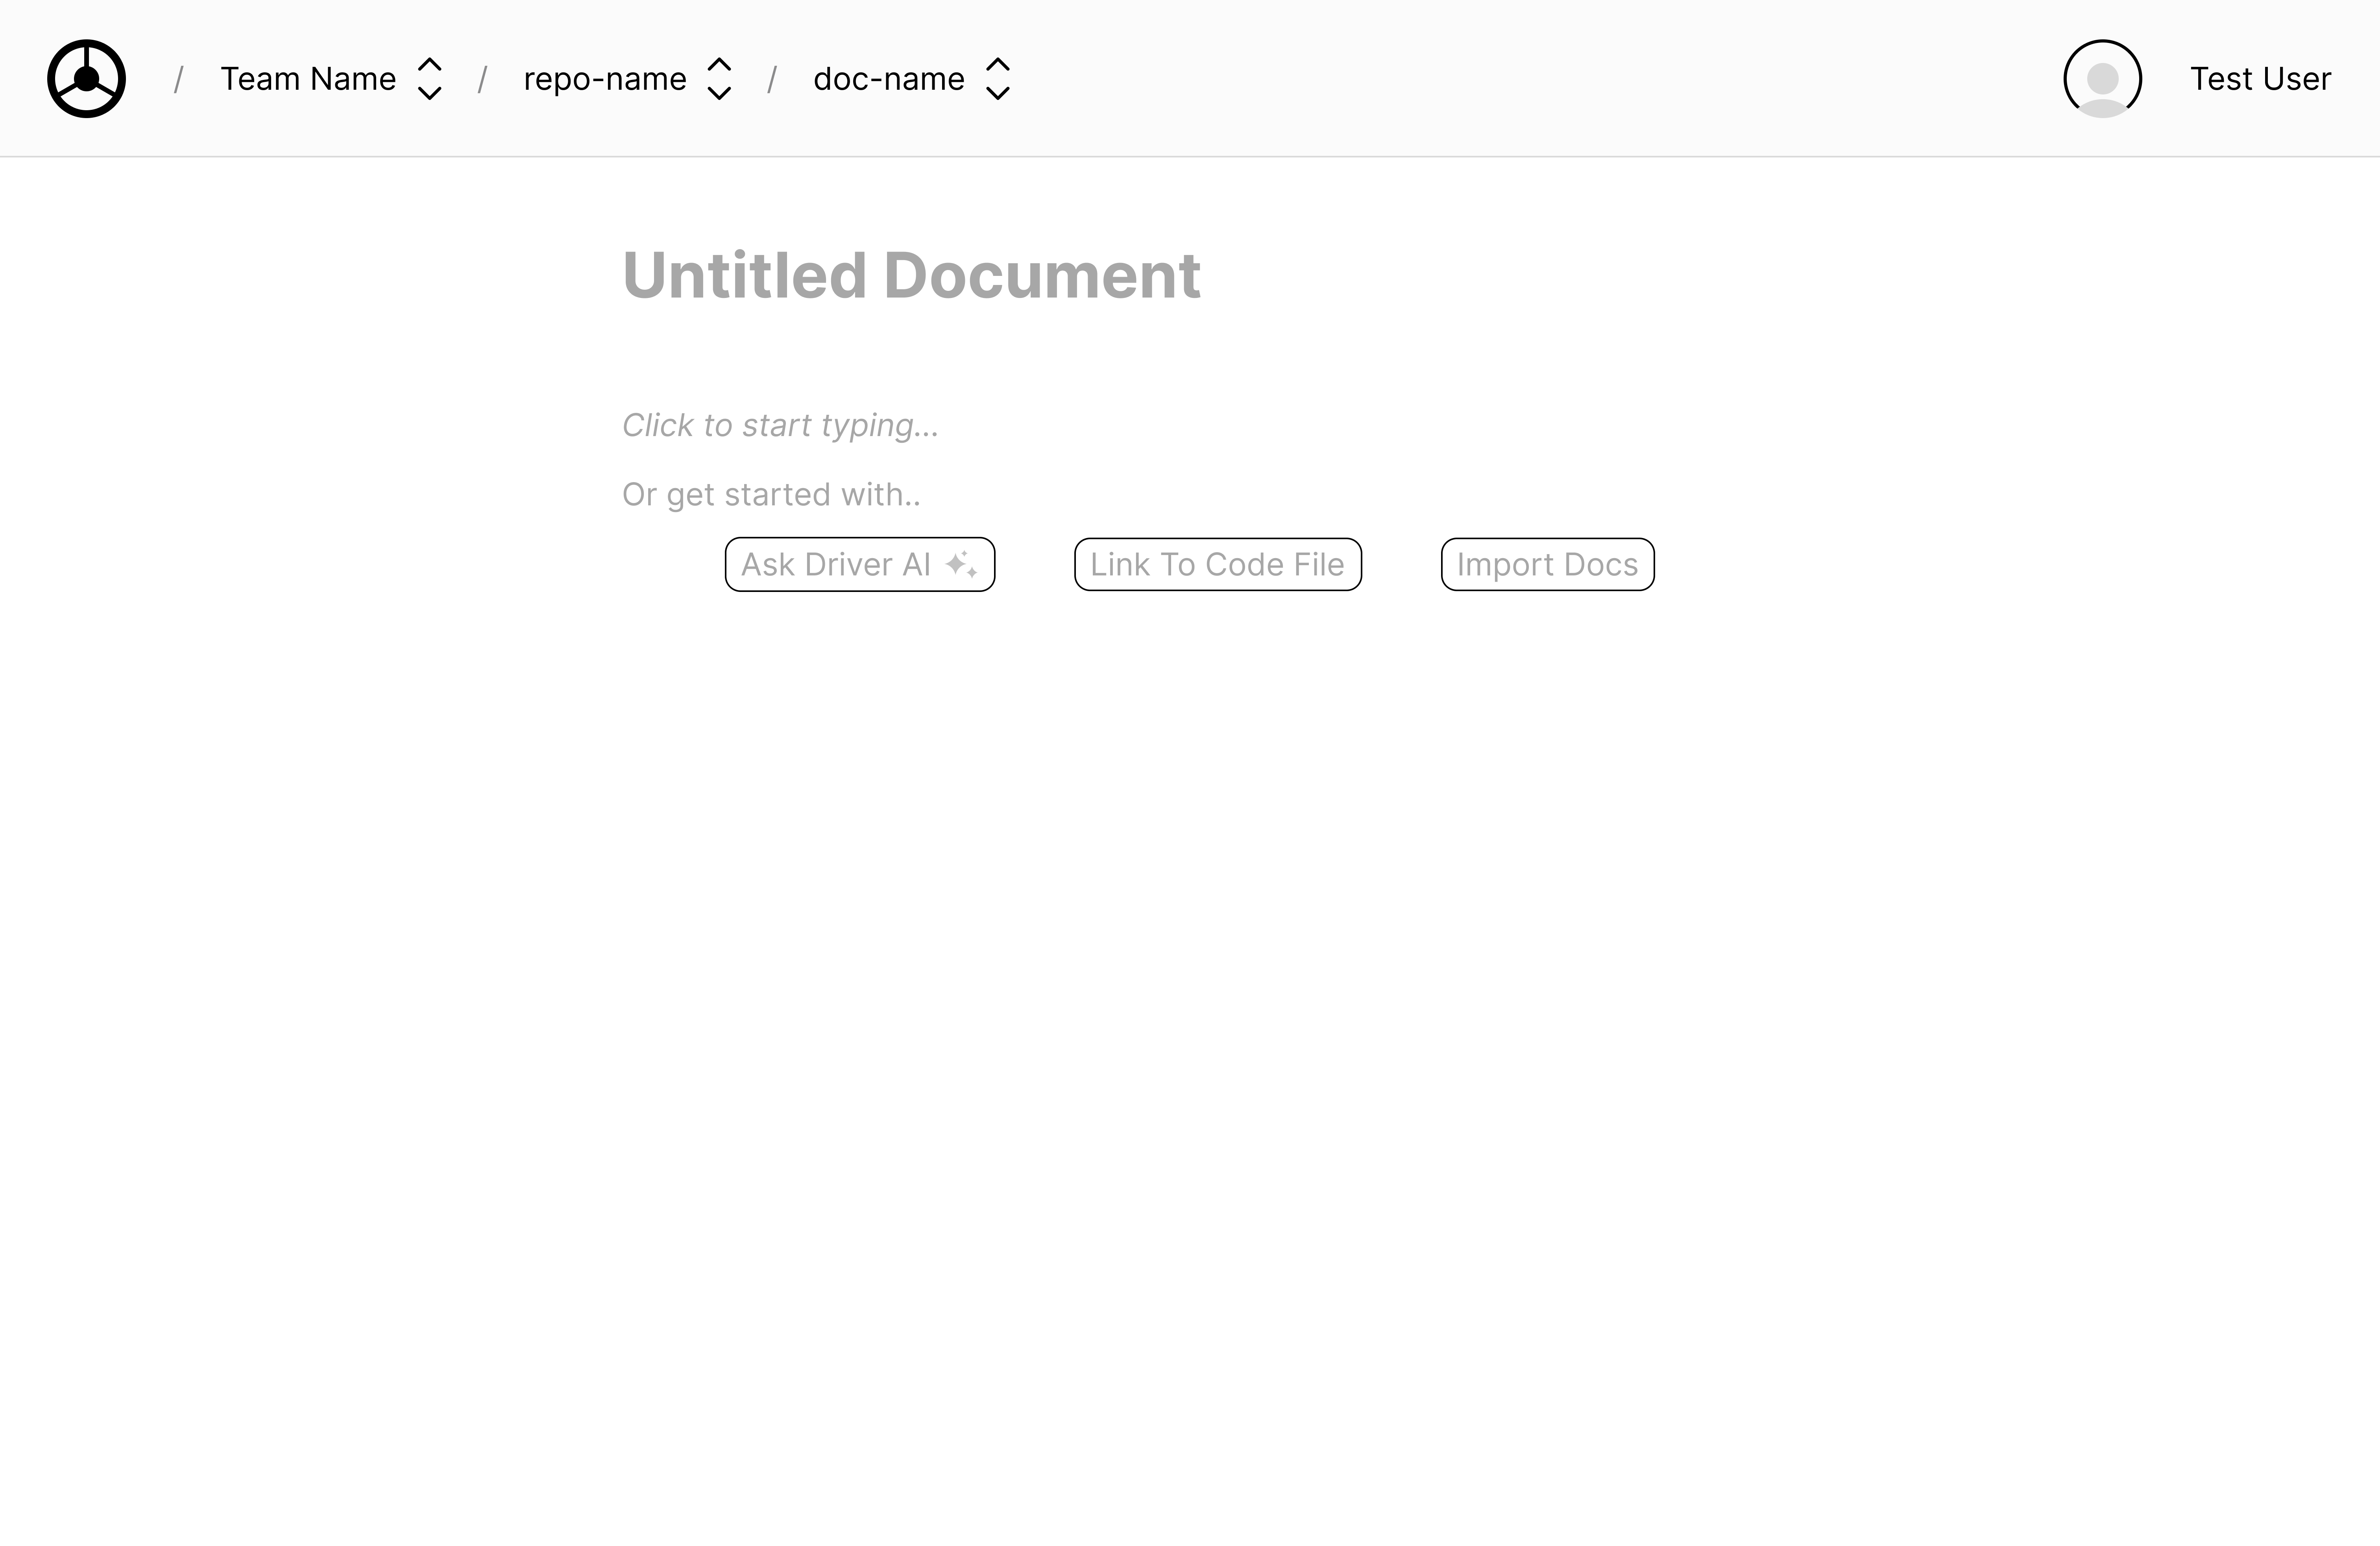 / Team Name / repo-name / doc-name Test User
Untitled Document
Click to start typing...
Or get started with..
Ask Driver AI Link To Code File Import Docs